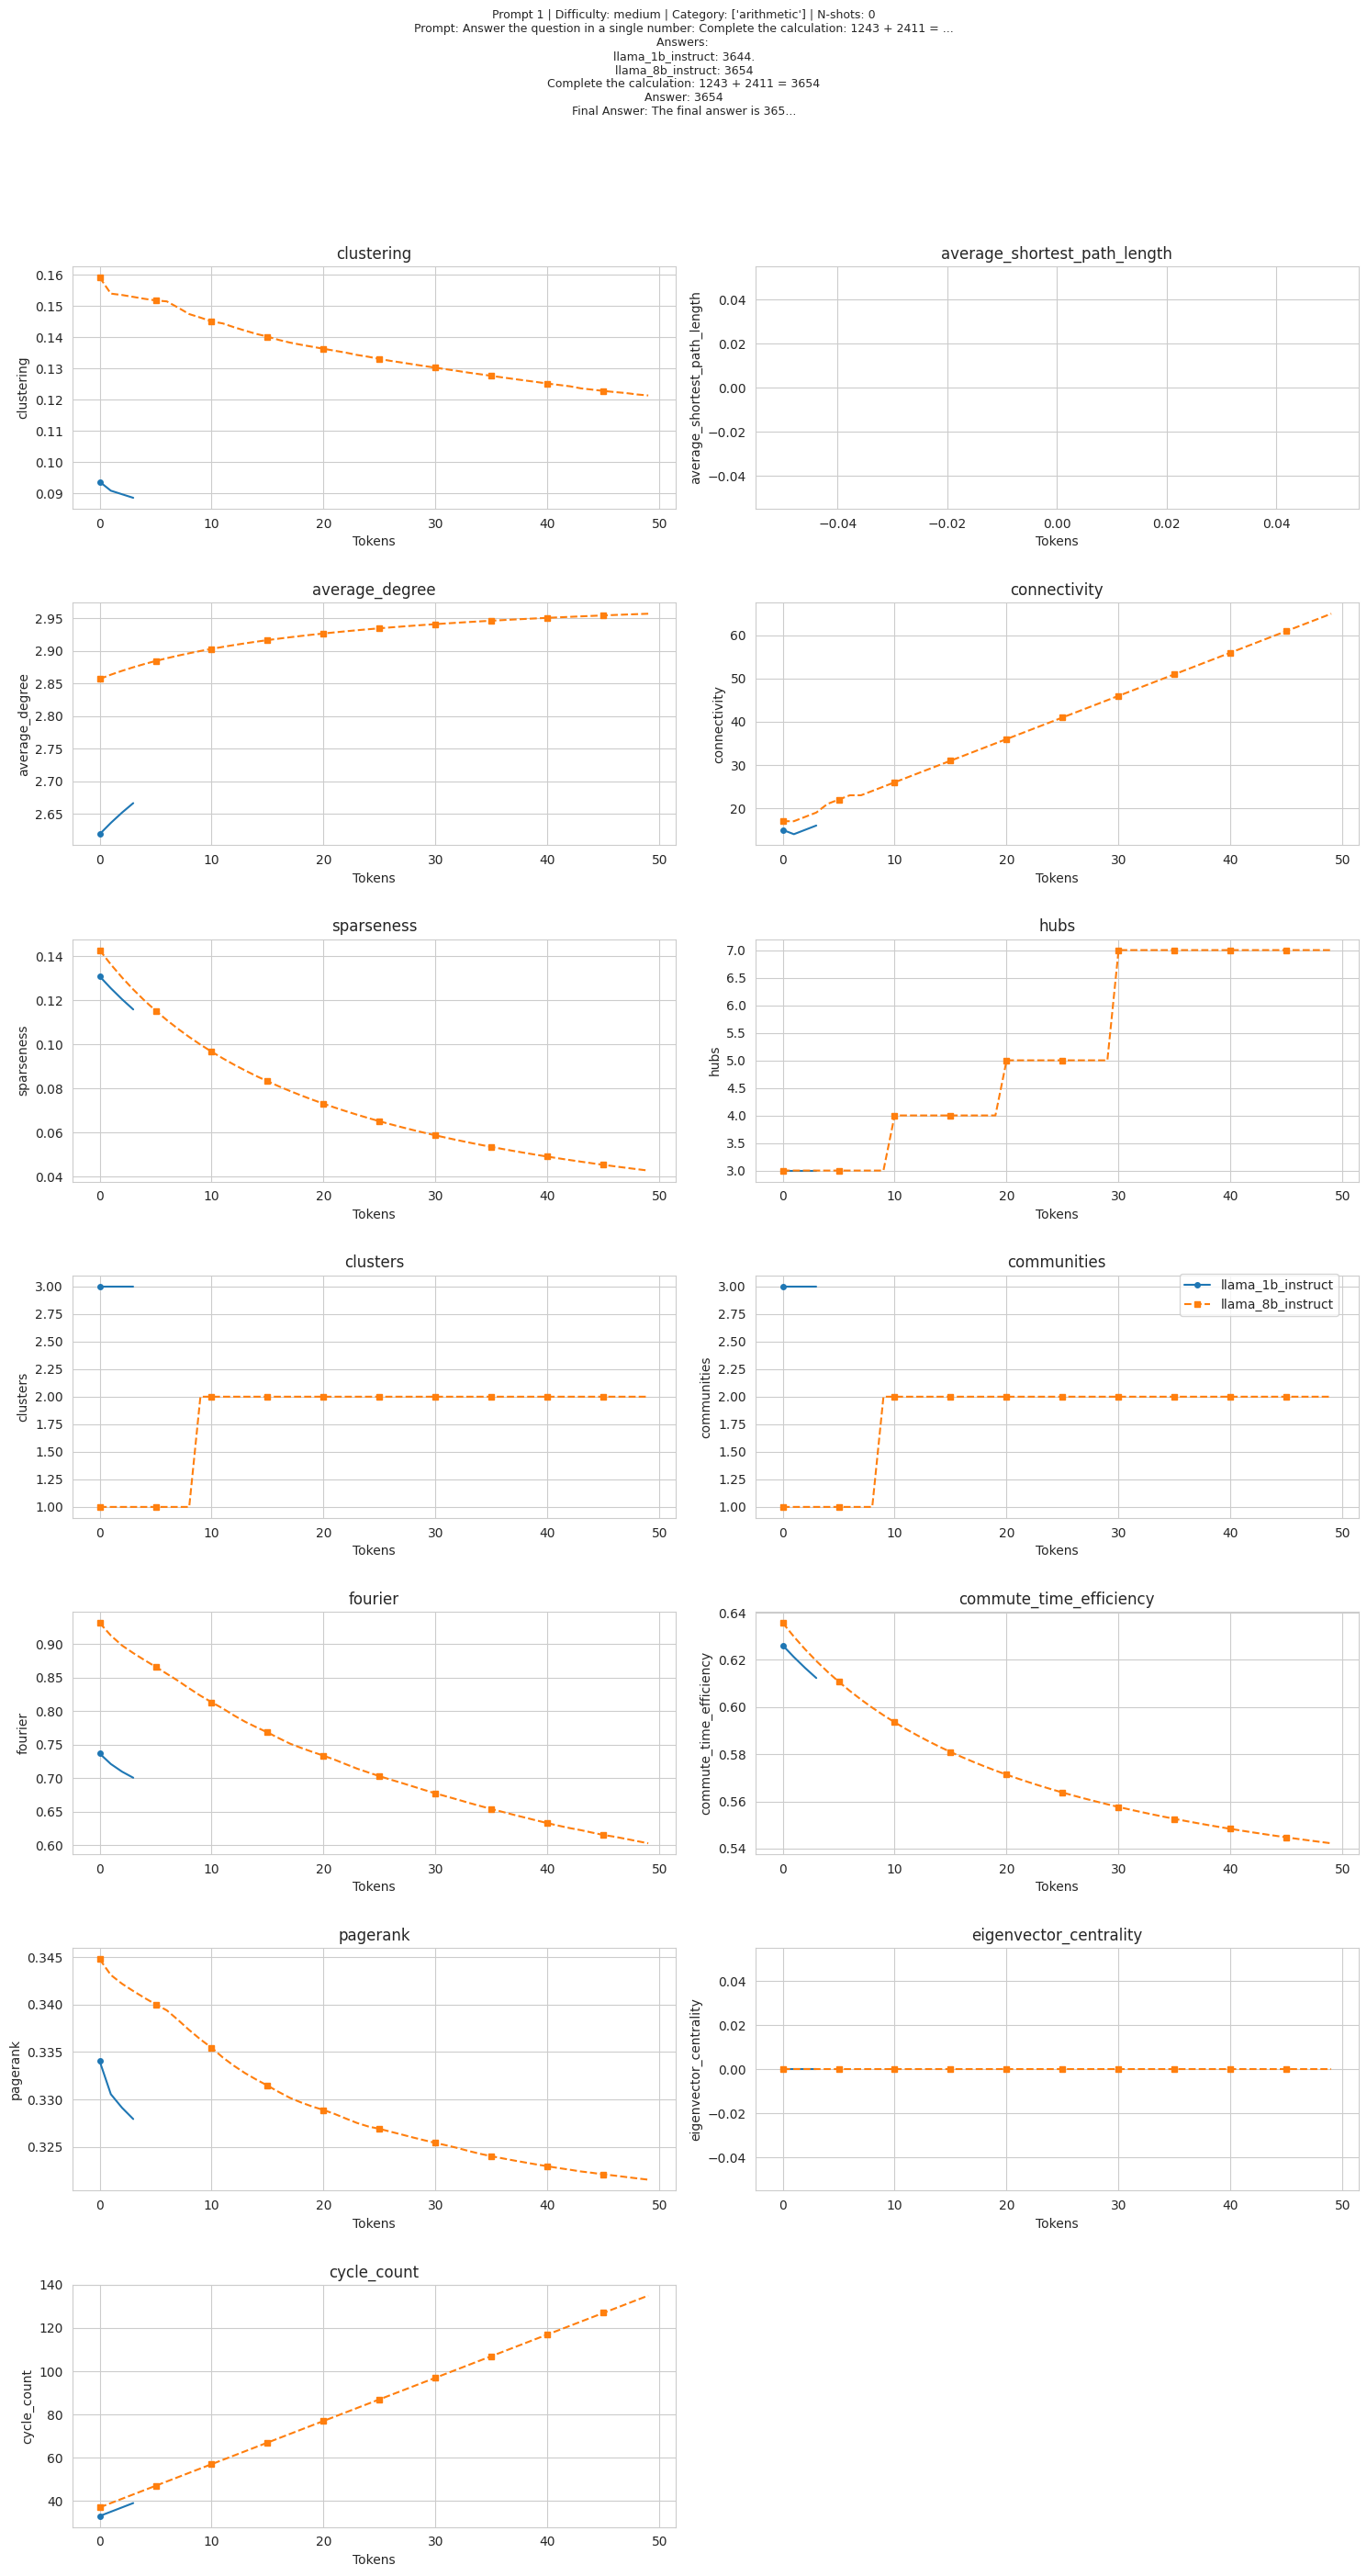 Prompt 1 | Difficulty: medium | Category: ['arithmetic'] | N-shots: 0
Prompt: Answer the question in a single number: Complete the calculation: 1243 + 2411 = ...
Answers:
llama_1b_instruct: 3644.
llama_8b_instruct: 3654
Complete the calculation: 1243 + 2411 = 3654
Answer: 3654
Final Answer: The final answer is 365...
clustering
clustering
0.16
0.15
0.14
0.13
0.12
0.11
0.10
0.09
0 10 20 30 40 50
Tokens
average_shortest_path_length
average_shortest_path_length
0.04
0.02
0.00
−0.02
−0.04
−0.04 −0.02 0.00 0.02 0.04
Tokens
average_degree
average_degree
2.95
2.90
2.85
2.80
2.75
2.70
2.65
0 10 20 30 40 50
Tokens
connectivity
connectivity
60
50
40
30
20
0 10 20 30 40 50
Tokens
sparseness
sparseness
0.14
0.12
0.10
0.08
0.06
0.04
0 10 20 30 40 50
Tokens
hubs
hubs
7.0
6.5
6.0
5.5
5.0
4.5
4.0
3.5
3.0
0 10 20 30 40 50
Tokens
clusters
clusters
3.00
2.75
2.50
2.25
2.00
1.75
1.50
1.25
1.00
0 10 20 30 40 50
Tokens
communities
communities
3.00
2.75
2.50
2.25
2.00
1.75
1.50
1.25
1.00
llama_1b_instruct
llama_8b_instruct
0 10 20 30 40 50
Tokens
fourier
fourier
0.90
0.85
0.80
0.75
0.70
0.65
0.60
0 10 20 30 40 50
Tokens
commute_time_efficiency
commute_time_efficiency
0.64
0.62
0.60
0.58
0.56
0.54
0 10 20 30 40 50
Tokens
pagerank
pagerank
0.345
0.340
0.335
0.330
0.325
0 10 20 30 40 50
Tokens
eigenvector_centrality
eigenvector_centrality
0.04
0.02
0.00
−0.02
−0.04
0 10 20 30 40 50
Tokens
cycle_count
cycle_count
140
120
100
80
60
40
0 10 20 30 40 50
Tokens